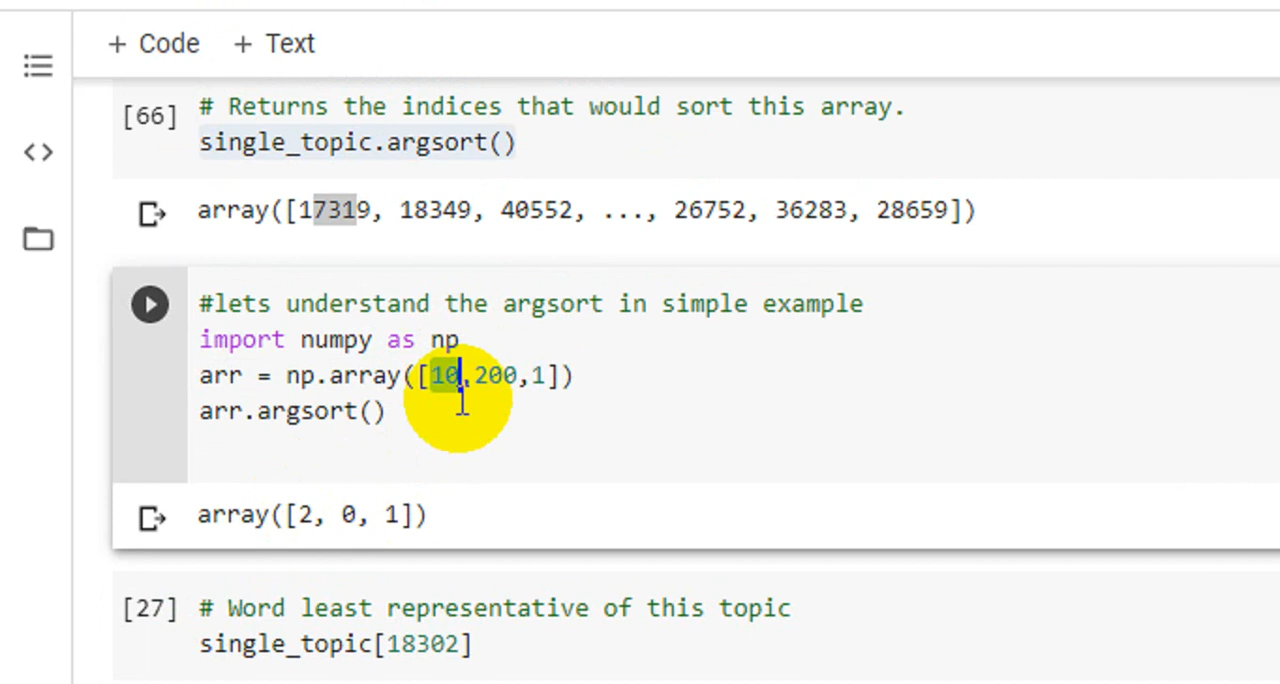 + Code + Text
[66] # Returns the indices that would sort this array.
single_topic.argsort()
array([17319, 18349, 40552, ..., 26752, 36283, 28659])
#lets understand the argsort in simple example
import numpy as np
arr = np.array([10,200,1])
arr.argsort()
array([2, 0, 1])
[27] # Word least representative of this topic
single_topic[18302]